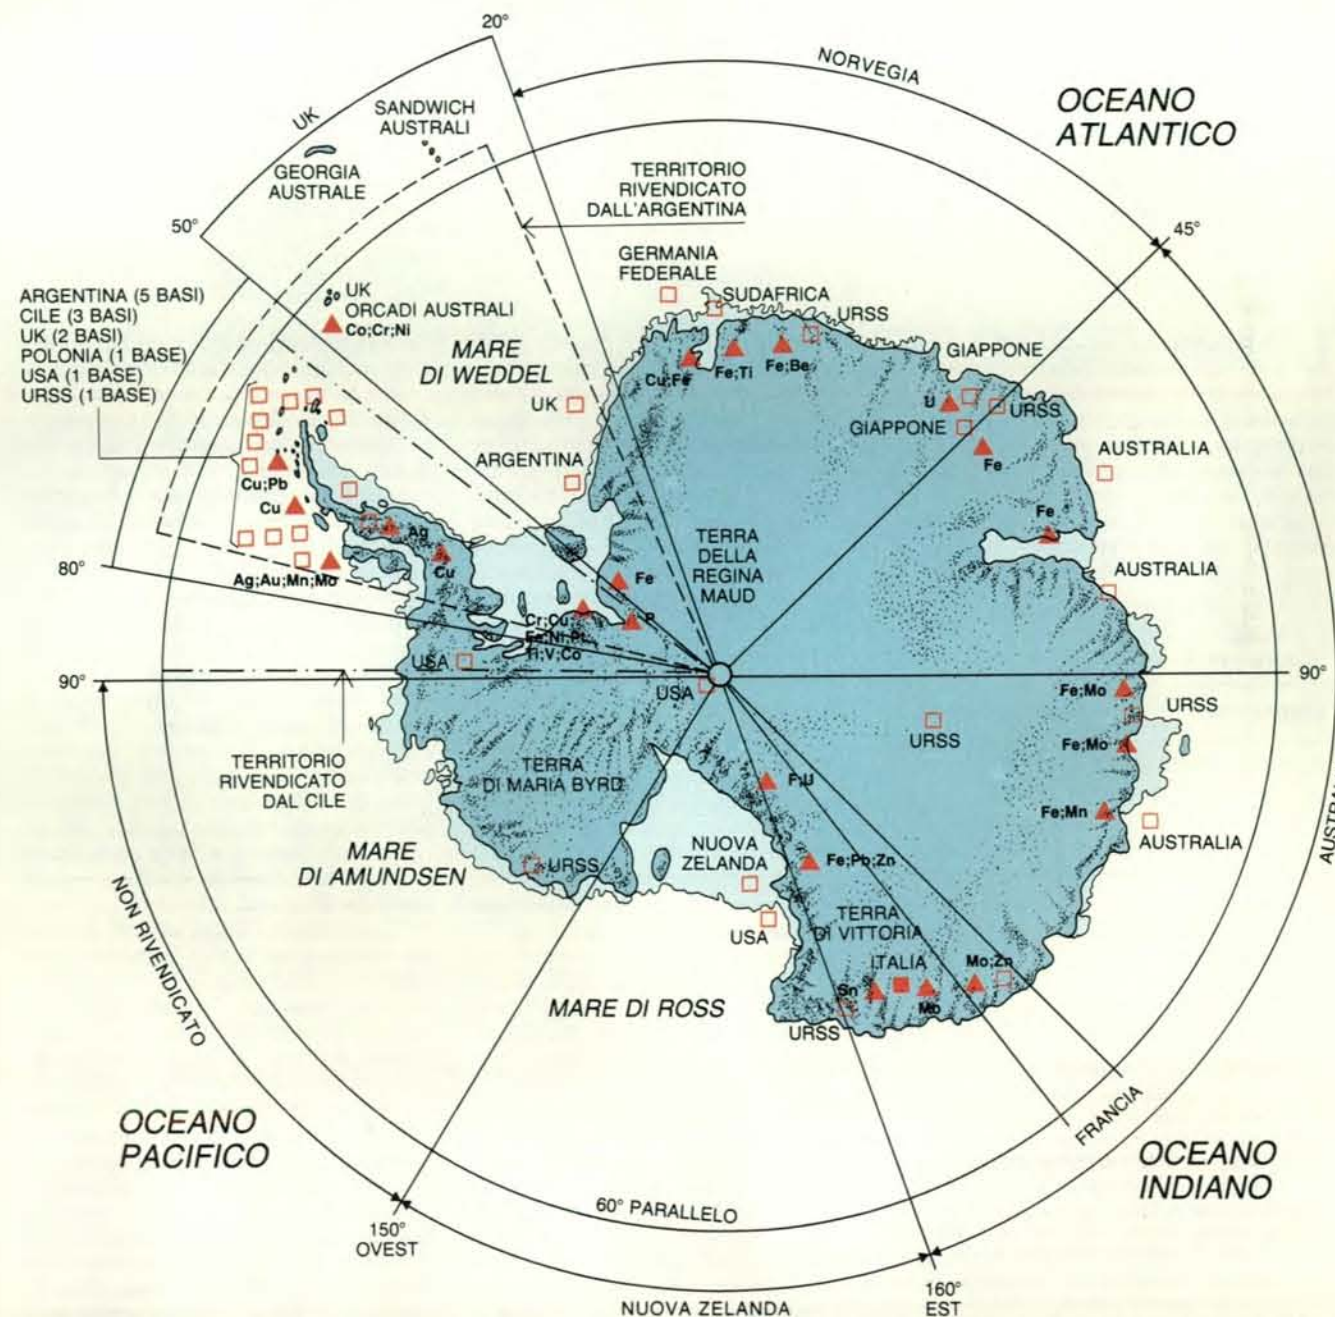 20°
NORVEGIA
OCEANO
ATLANTICO
UK
SANDWICH
AUSTRALI
GEORGIA
AUSTRALE
TERRITORIO
RIVENDICATO
DALL'ARGENTINA
50°
45°
GERMANIA
FEDERALE
SUDAFRICA
URSS
ARGENTINA (5 BASI)
CILE (3 BASI)
UK (2 BASI)
POLONIA (1 BASE)
USA (1 BASE)
URSS (1 BASE)
UK
ORCADI AUSTRALI
Co;Cr;Ni
MARE
DI WEDDEL
Cu;Fe
Fe;Ti
Fe;Be
GIAPPONE
U
URSS
UK
GIAPPONE
Fe
ARGENTINA
AUSTRALIA
Cu;Pb
Cu
Ag
Fe
TERRA
DELLA
REGINA
MAUD
80°
Ag;Au;Mn;Mo
Cu
Fe
AUSTRALIA
Cr;Cu;
Fe;Ni;Pt
Ti;V;Co
P
USA
90°
USA
90°
Fe;Mo
URSS
URSS
Fe;Mo
TERRITORIO
RIVENDICATO
DAL CILE
TERRA
DI MARIA BYRD
F;U
Fe;Mn
AUSTRALIA
MARE
DI AMUNDSEN
NUOVA
ZELANDA
Fe;Pb;Zn
URSS
NON RIVENDICATO
USA
TERRA
DI VITTORIA
ITALIA
Mo;Zn
Sn
Mo
MARE DI ROSS
URSS
OCEANO
PACIFICO
FRANCIA
OCEANO
INDIANO
60° PARALLELO
150°
OVEST
160°
EST
NUOVA ZELANDA